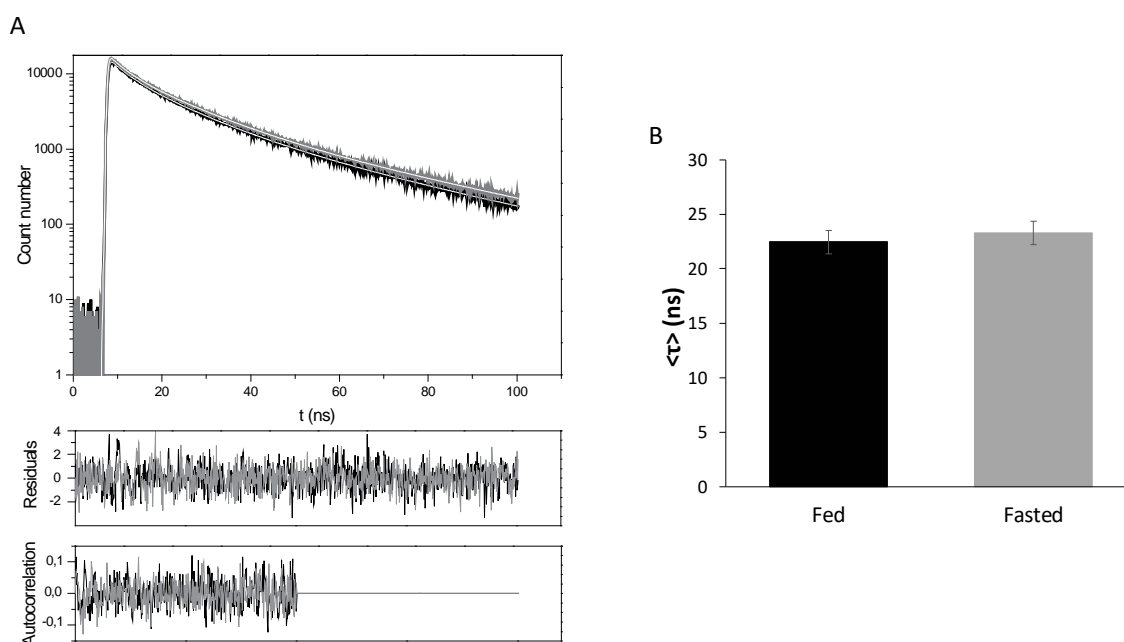 A
10000
1000
100
10
1
Count number
0
20
40
60
80
100
t (ns)
4
2
0
-2
Residuals
0,1
0,0
-0,1
Autocorrelation
B
30
25
20
15
10
5
0
<τ> (ns)
Fed
Fasted